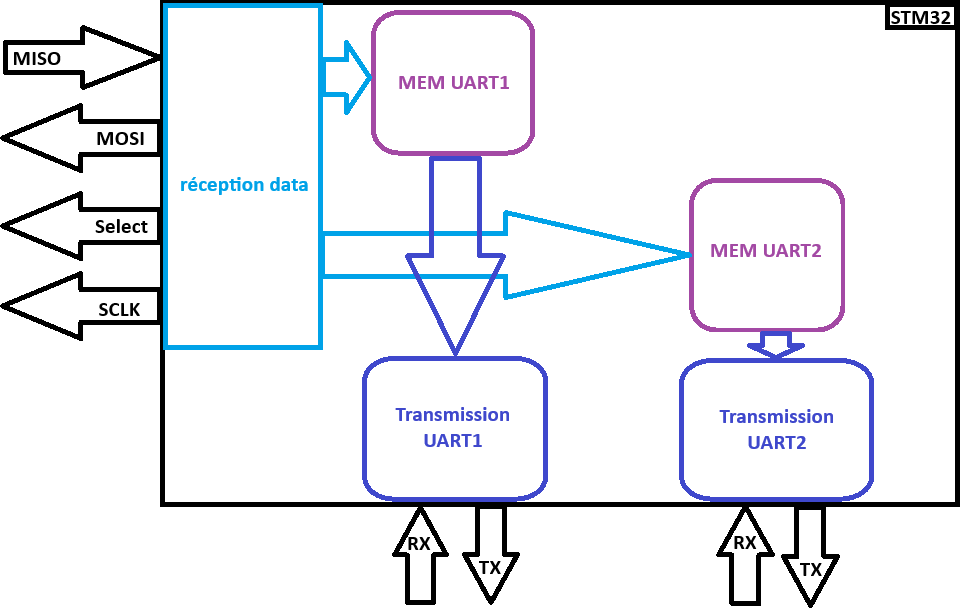 STM32
MISO
MEM UART1
MOSI
réception data
Select
MEM UART2
SCLK
Transmission
UART1
Transmission
UART2
RX
TX
RX
TX